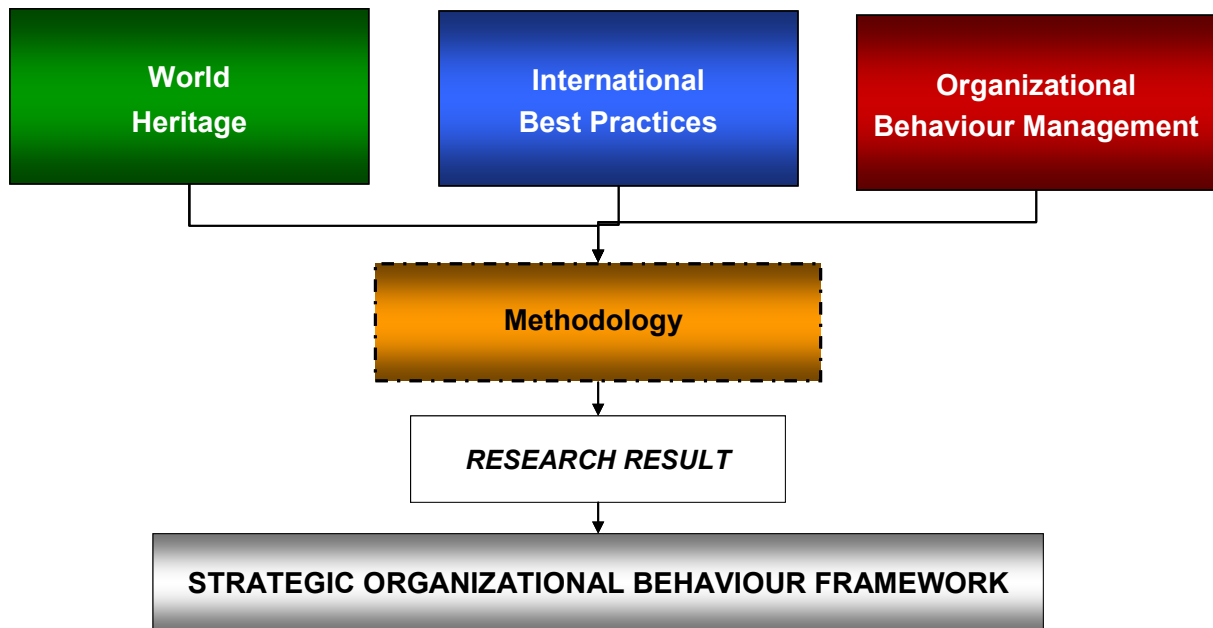 World
Heritage
International
Best Practices
Organizational
Behaviour Management
Methodology
RESEARCH RESULT
STRATEGIC ORGANIZATIONAL BEHAVIOUR FRAMEWORK